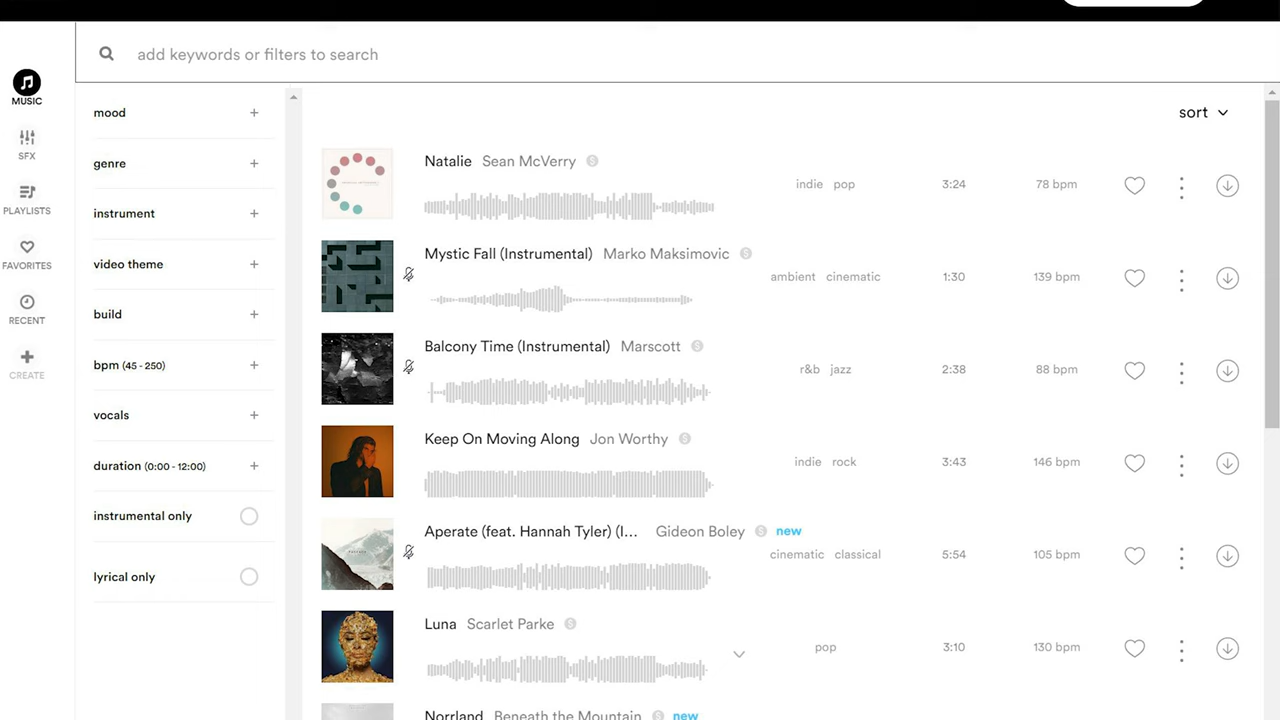 add keywords or filters to search
MUSIC
SFX
PLAYLISTS
FAVORITES
RECENT
CREATE
mood +
genre +
instrument +
video theme +
build +
bpm (45 - 250) +
vocals +
duration (0:00 - 12:00) +
instrumental only
lyrical only
sort
Natalie Sean McVerry
indie pop 3:24 78 bpm
Mystic Fall (Instrumental) Marko Maksimovic
ambient cinematic 1:30 139 bpm
Balcony Time (Instrumental) Marscott
r&b jazz 2:38 88 bpm
Keep On Moving Along Jon Worthy
indie rock 3:43 146 bpm
Aperate (feat. Hannah Tyler) (I... Gideon Boley new
cinematic classical 5:54 105 bpm
Luna Scarlet Parke
pop 3:10 130 bpm
Norrland Beneath the Mountain new